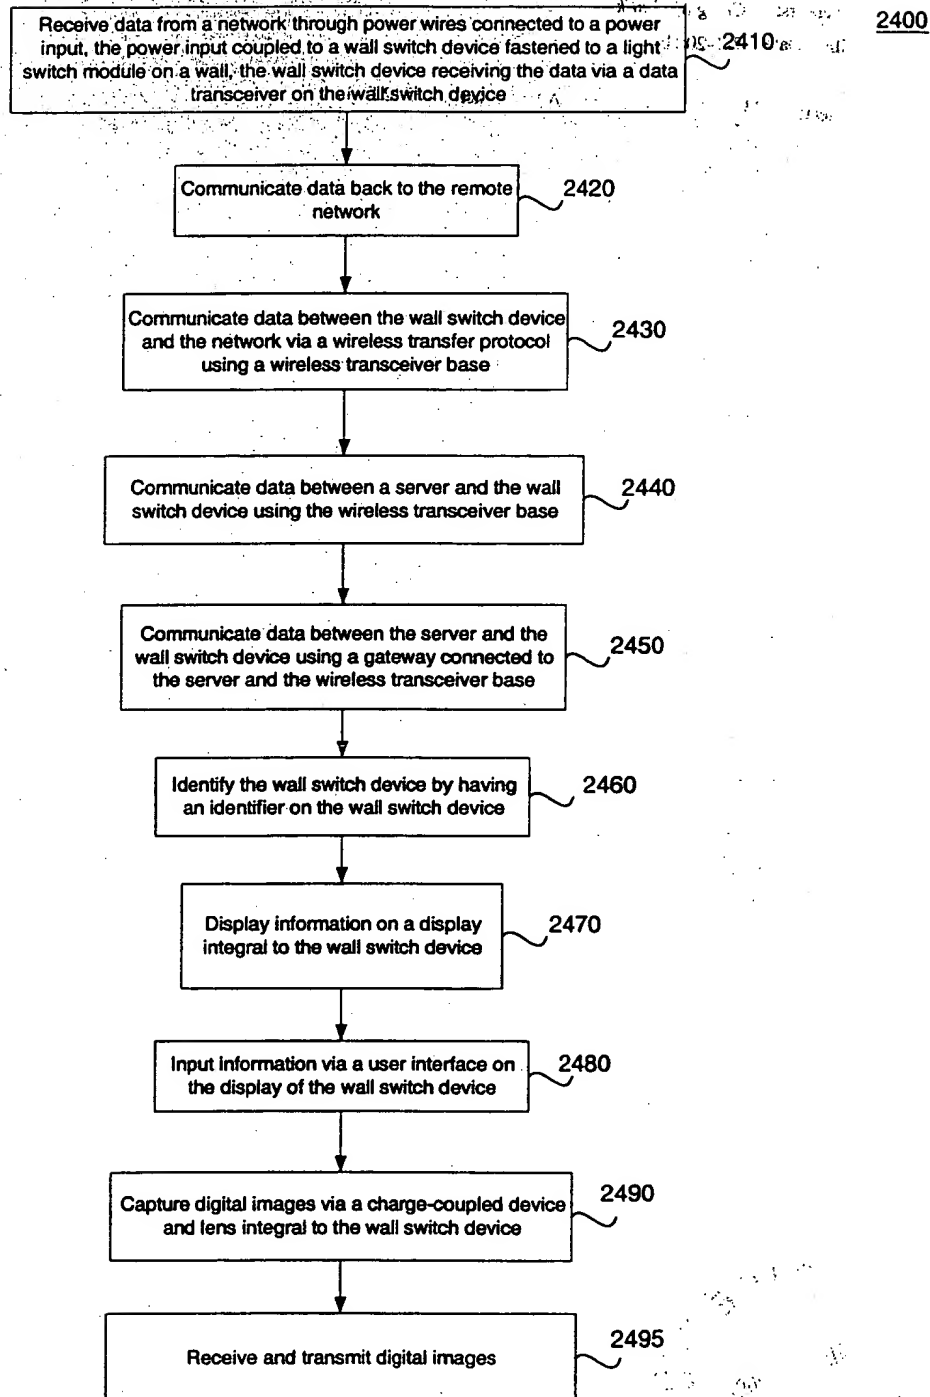 2400
Receive data from a network through power wires connected to a power
input, the power input coupled to a wall switch device fastened to a light
switch module on a wall, the wall switch device receiving the data via a data
transceiver on the wall switch device
2410
Communicate data back to the remote
network
2420
Communicate data between the wall switch device
and the network via a wireless transfer protocol
using a wireless transceiver base
2430
Communicate data between a server and the wall
switch device using the wireless transceiver base
2440
Communicate data between the server and the
wall switch device using a gateway connected to
the server and the wireless transceiver base
2450
Identify the wall switch device by having
an identifier on the wall switch device
2460
Display information on a display
integral to the wall switch device
2470
Input information via a user interface on
the display of the wall switch device
2480
Capture digital images via a charge-coupled device
and lens integral to the wall switch device
2490
Receive and transmit digital images
2495